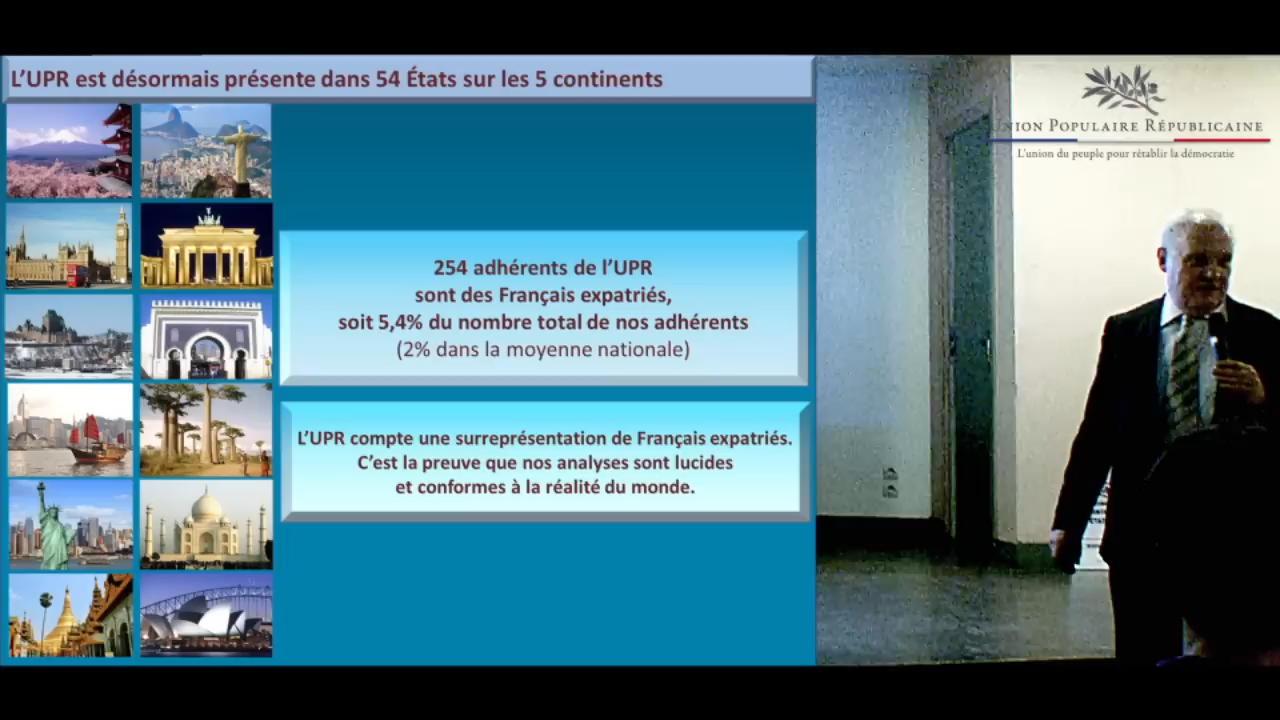 L'UPR est désormais présente dans 54 États sur les 5 continents
254 adhérents de l'UPR
sont des Français expatriés,
soit 5,4% du nombre total de nos adhérents
(2% dans la moyenne nationale)
L'UPR compte une surreprésentation de Français expatriés.
C'est la preuve que nos analyses sont lucides
et conformes à la réalité du monde.
UNION POPULAIRE RÉPUBLICAINE
L'union du peuple pour rétablir la démocratie